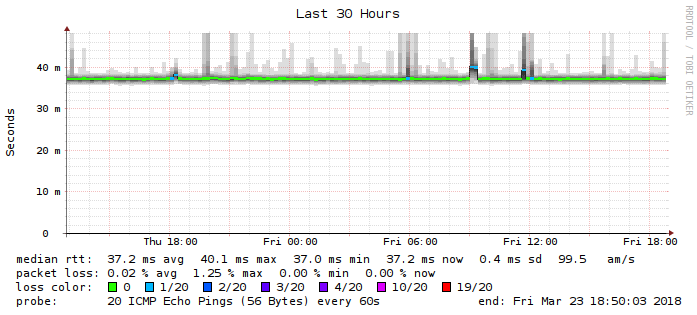 Last 30 Hours
RRDTOOL / TOBI OETIKER
Seconds
40 m
30 m
20 m
10 m
0
Thu 18:00 Fri 00:00 Fri 06:00 Fri 12:00 Fri 18:00
median rtt: 37.2 ms avg 40.1 ms max 37.0 ms min 37.2 ms now 0.4 ms sd 99.5 am/s
packet loss: 0.02 % avg 1.25 % max 0.00 % min 0.00 % now
loss color: 0 1/20 2/20 3/20 4/20 10/20 19/20
probe: 20 ICMP Echo Pings (56 Bytes) every 60s end: Fri Mar 23 18:50:03 2018